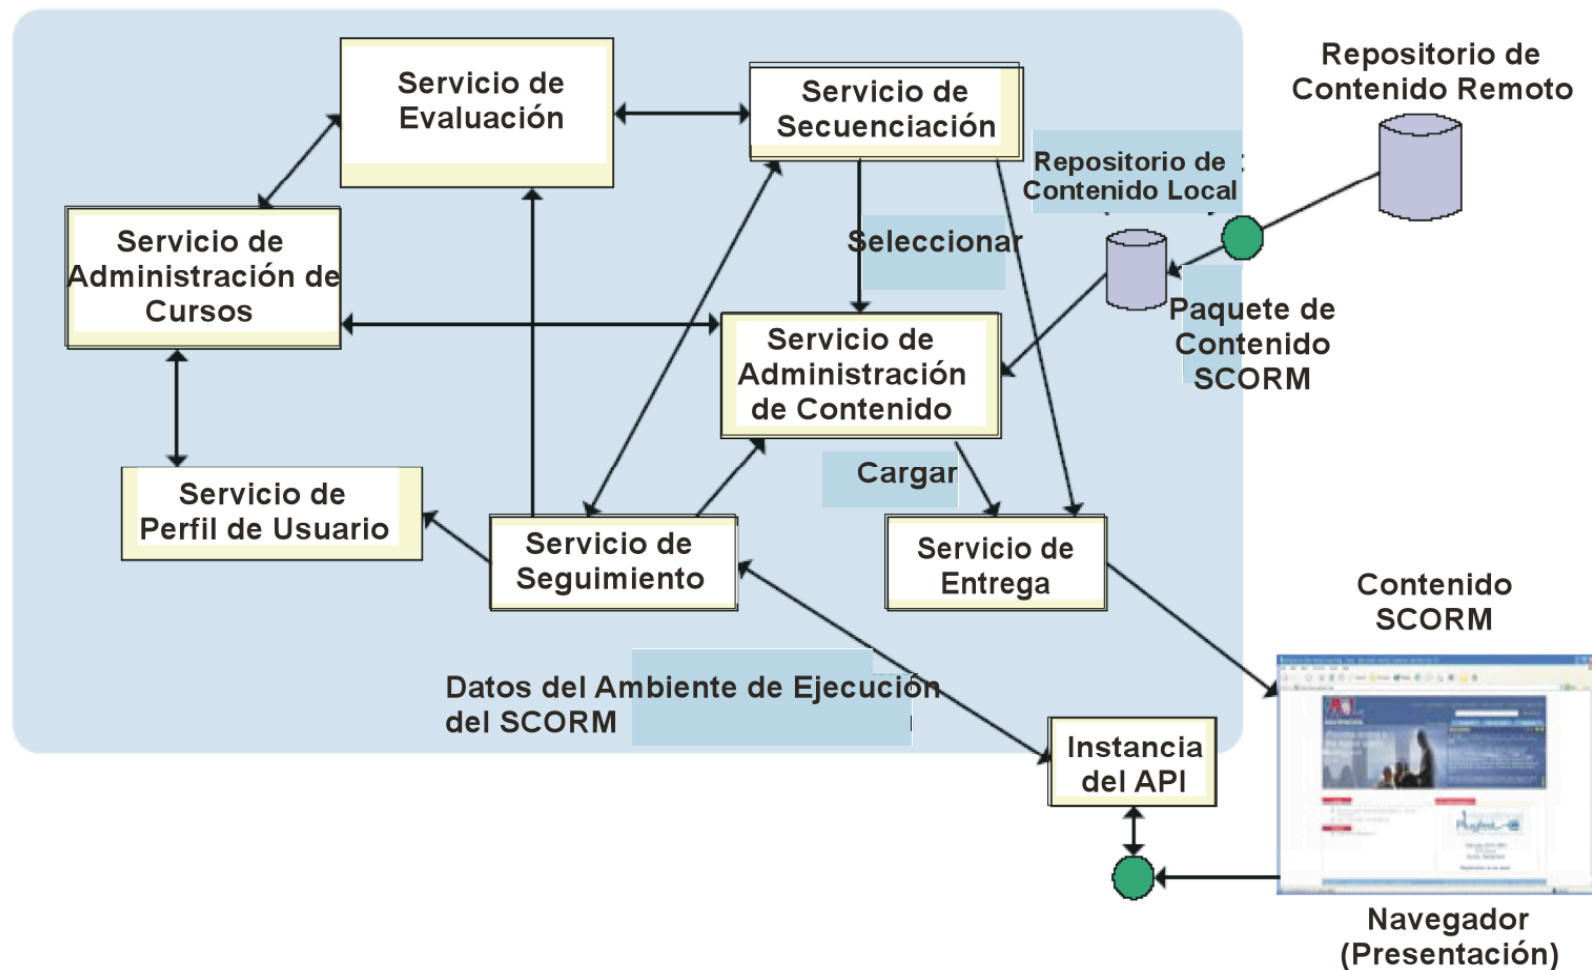 Servicio de
Evaluación
Servicio de
Secuenciación
Repositorio de
Contenido Remoto
Repositorio de
Contenido Local
Servicio de
Administración de
Cursos
Seleccionar
Paquete de
Contenido
SCORM
Servicio de
Administración
de Contenido
Cargar
Servicio de
Perfil de Usuario
Servicio de
Seguimiento
Servicio de
Entrega
Contenido
SCORM
Datos del Ambiente de Ejecución
del SCORM
Instancia
del API
Navegador
(Presentación)